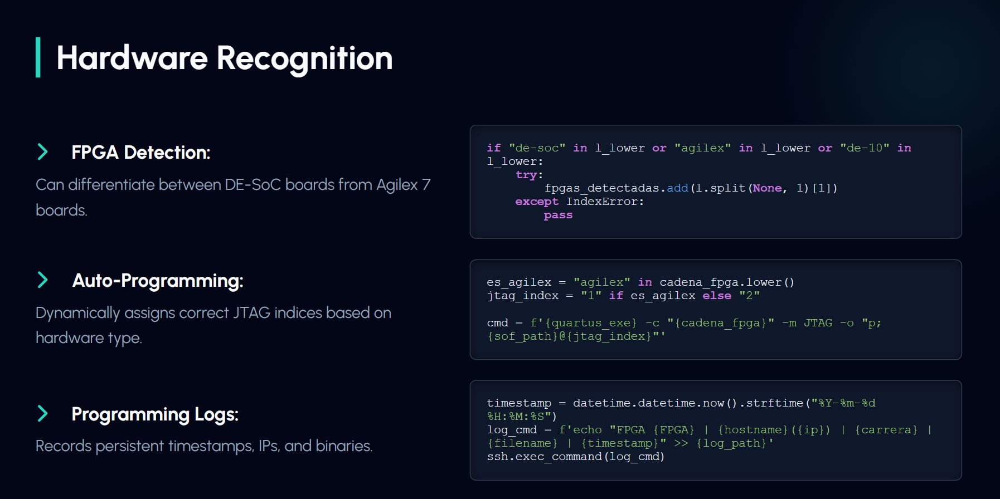 Hardware Recognition
FPGA Detection:
Can differentiate between DE-SoC boards from Agilex 7
boards.
if "de-soc" in l_lower or "agilex" in l_lower or "de-10" in
l_lower:
    try:
        fpgas_detectadas.add(l.split(None, 1)[1])
    except IndexError:
        pass
Auto-Programming:
Dynamically assigns correct JTAG indices based on
hardware type.
es_agilex = "agilex" in cadena_fpga.lower()
jtag_index = "1" if es_agilex else "2"
cmd = f'{quartus_exe} -c "{cadena_fpga}" -m JTAG -o "p;
{sof_path}@{jtag_index}"'
Programming Logs:
Records persistent timestamps, IPs, and binaries.
timestamp = datetime.datetime.now().strftime("%Y-%m-%d
%H:%M:%S")
log_cmd = f'echo "FPGA {FPGA} | {hostname}({ip}) | {carrera} |
{filename} | {timestamp}" >> {log_path}'
ssh.exec_command(log_cmd)